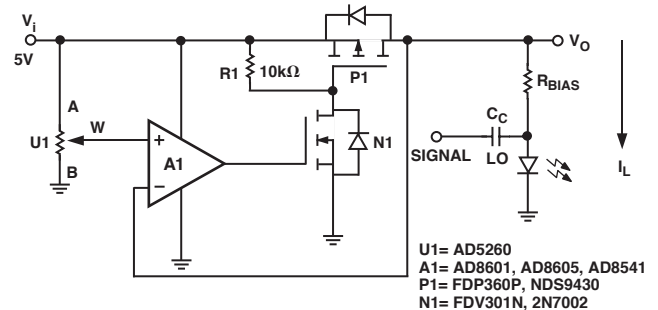 Vi
5V
A
W
U1
B
R1
10kΩ
P1
N1
A1
+
–
VO
RBIAS
CC
SIGNAL
LO
IL
U1= AD5260
A1= AD8601, AD8605, AD8541
P1= FDP360P, NDS9430
N1= FDV301N, 2N7002